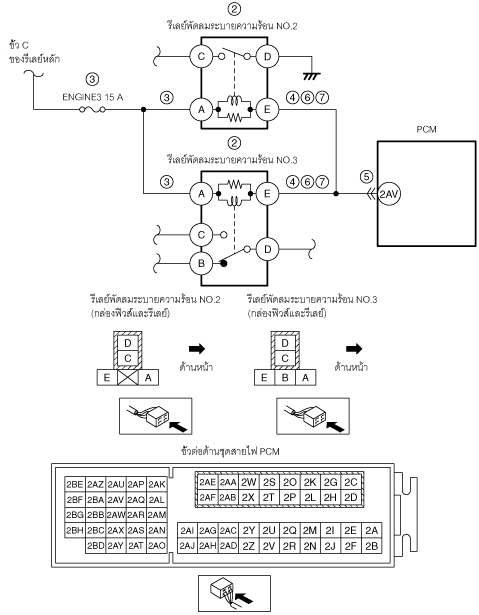 ②
รีเลย์พัดลมระบายความร้อน NO.2
ขั้ว C
ของรีเลย์หลัก
C D
③
ENGINE3 15 A
③
A E
④ ⑥ ⑦
②
รีเลย์พัดลมระบายความร้อน NO.3
PCM
③
A E
④ ⑥ ⑦
⑤
2AV
C
B D
รีเลย์พัดลมระบายความร้อน NO.2
(กล่องฟิวส์และรีเลย์)
D
C
E A
ด้านหน้า
รีเลย์พัดลมระบายความร้อน NO.3
(กล่องฟิวส์และรีเลย์)
D
C
E B A
ด้านหน้า
ขั้วต่อด้านชุดสายไฟ PCM
2BE 2AZ 2AU 2AP 2AK
2BF 2BA 2AV 2AQ 2AL
2BG 2BB 2AW 2AR 2AM
2BH 2BC 2AX 2AS 2AN
2BD 2AY 2AT 2AO
2AE 2AA 2W 2S 2O 2K 2G 2C
2AF 2AB 2X 2T 2P 2L 2H 2D
2AI 2AG 2AC 2Y 2U 2Q 2M 2I 2E 2A
2AJ 2AH 2AD 2Z 2V 2R 2N 2J 2F 2B